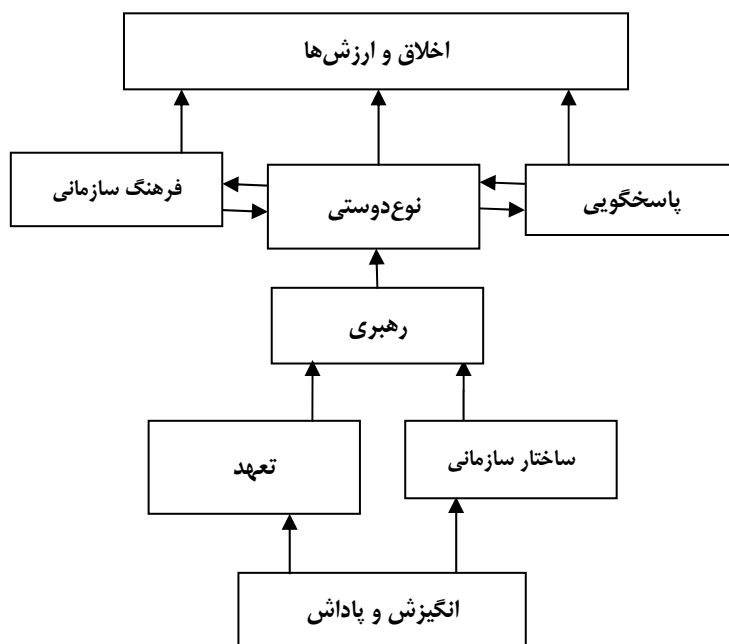 اخلاق و ارزش‌ها
پاسخگویی
نوع‌دوستی
فرهنگ سازمانی
رهبری
ساختار سازمانی
تعهد
انگیزش و پاداش